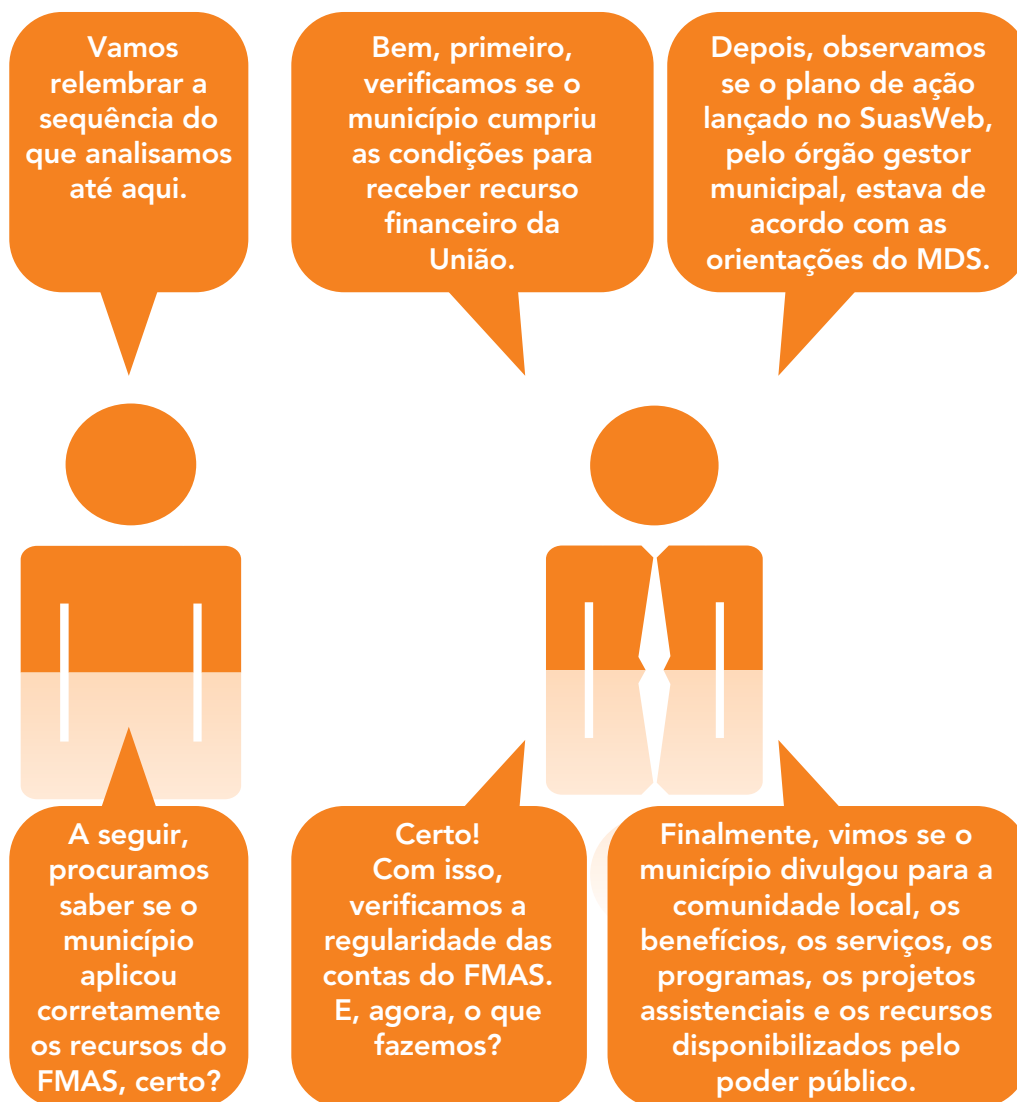 Vamos
relembrar a
sequência do
que analisamos
até aqui.
Bem, primeiro,
verificamos se o
município cumpriu
as condições para
receber recurso
financeiro da
União.
Depois, observamos
se o plano de ação
lançado no SuasWeb,
pelo órgão gestor
municipal, estava de
acordo com as
orientações do MDS.
A seguir,
procuramos
saber se o
município
aplicou
corretamente
os recursos do
FMAS, certo?
Certo!
Com isso,
verificamos a
regularidade das
contas do FMAS.
E, agora, o que
fazemos?
Finalmente, vimos se o
município divulgou para a
comunidade local, os
benefícios, os serviços, os
programas, os projetos
assistenciais e os recursos
disponibilizados pelo
poder público.